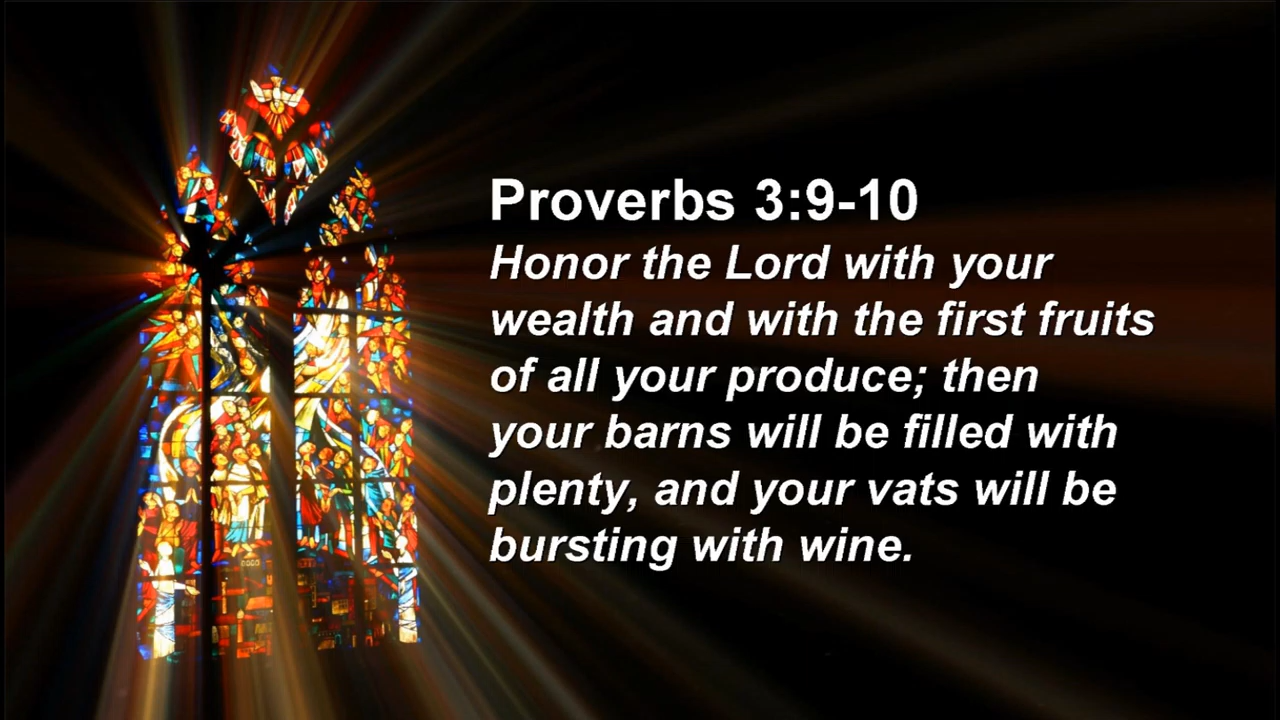 Proverbs 3:9-10
Honor the Lord with your
wealth and with the first fruits
of all your produce; then
your barns will be filled with
plenty, and your vats will be
bursting with wine.